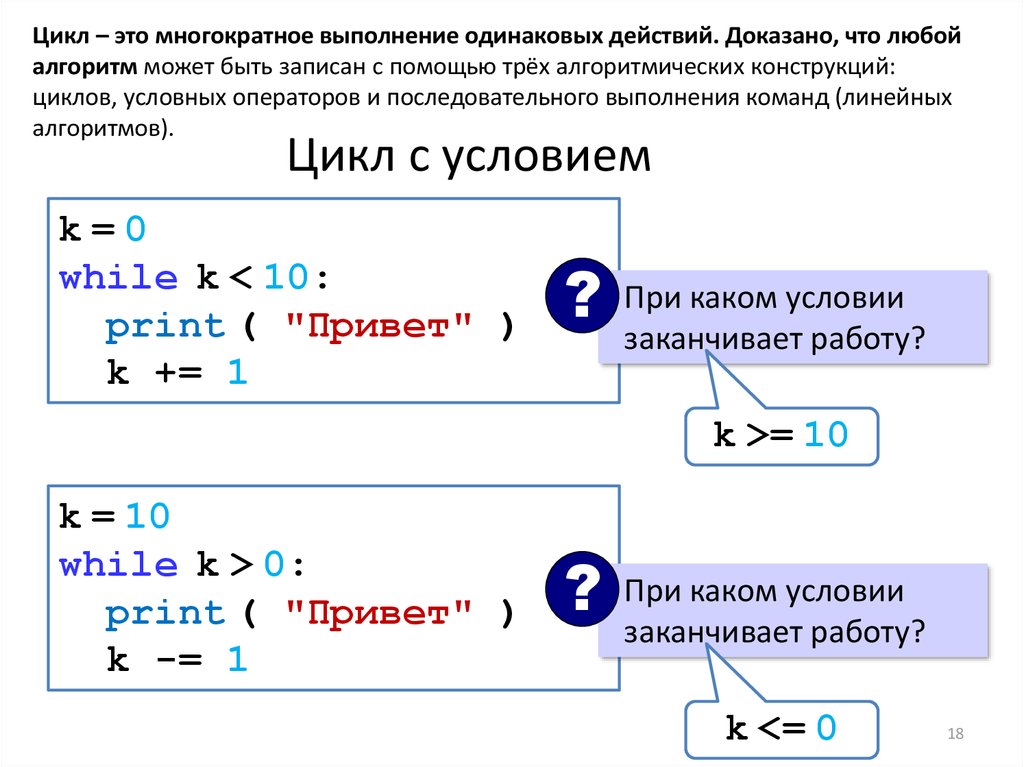 Цикл – это многократное выполнение одинаковых действий. Доказано, что любой
алгоритм может быть записан с помощью трёх алгоритмических конструкций:
циклов, условных операторов и последовательного выполнения команд (линейных
алгоритмов).
Цикл с условием
k = 0
while k < 10:
  print ( "Привет" )
  k += 1
?
При каком условии
заканчивает работу?
k >= 10
k = 10
while k > 0:
  print ( "Привет" )
  k -= 1
?
При каком условии
заканчивает работу?
k <= 0
18